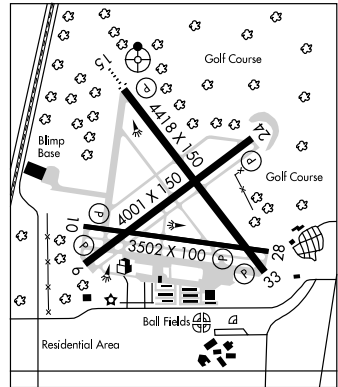 Golf Course
15
P
4418 X 150
24
Blimp
Base
P
P
4001 X 150
Golf Course
P
10
P
3502 X 100
P
28
P
6
33
Ball Fields
Residential Area